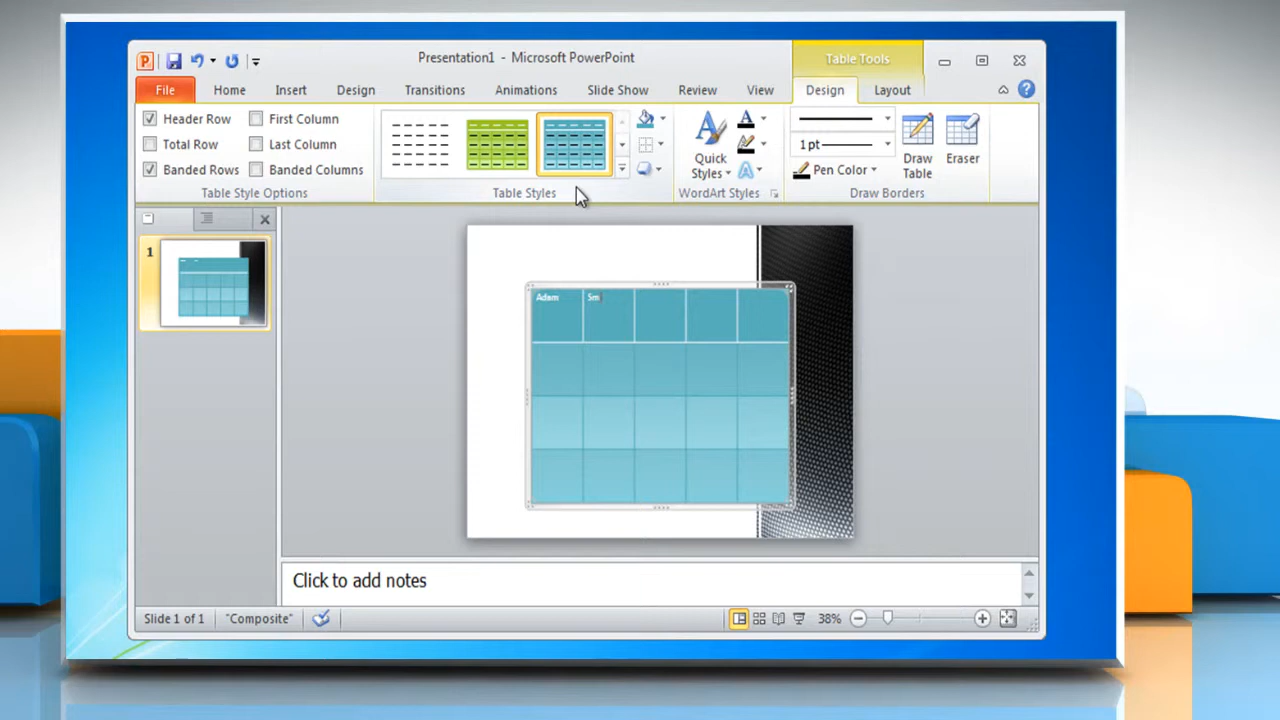 Presentation1 - Microsoft PowerPoint
Table Tools
File Home Insert Design Transitions Animations Slide Show Review View Design Layout
Header Row First Column
Total Row Last Column
Banded Rows Banded Columns
Table Style Options
Table Styles
Quick Styles
WordArt Styles
1 pt
Pen Color
Draw Table
Eraser
Draw Borders
1
Adam Sm
Click to add notes
Slide 1 of 1 "Composite" 38%